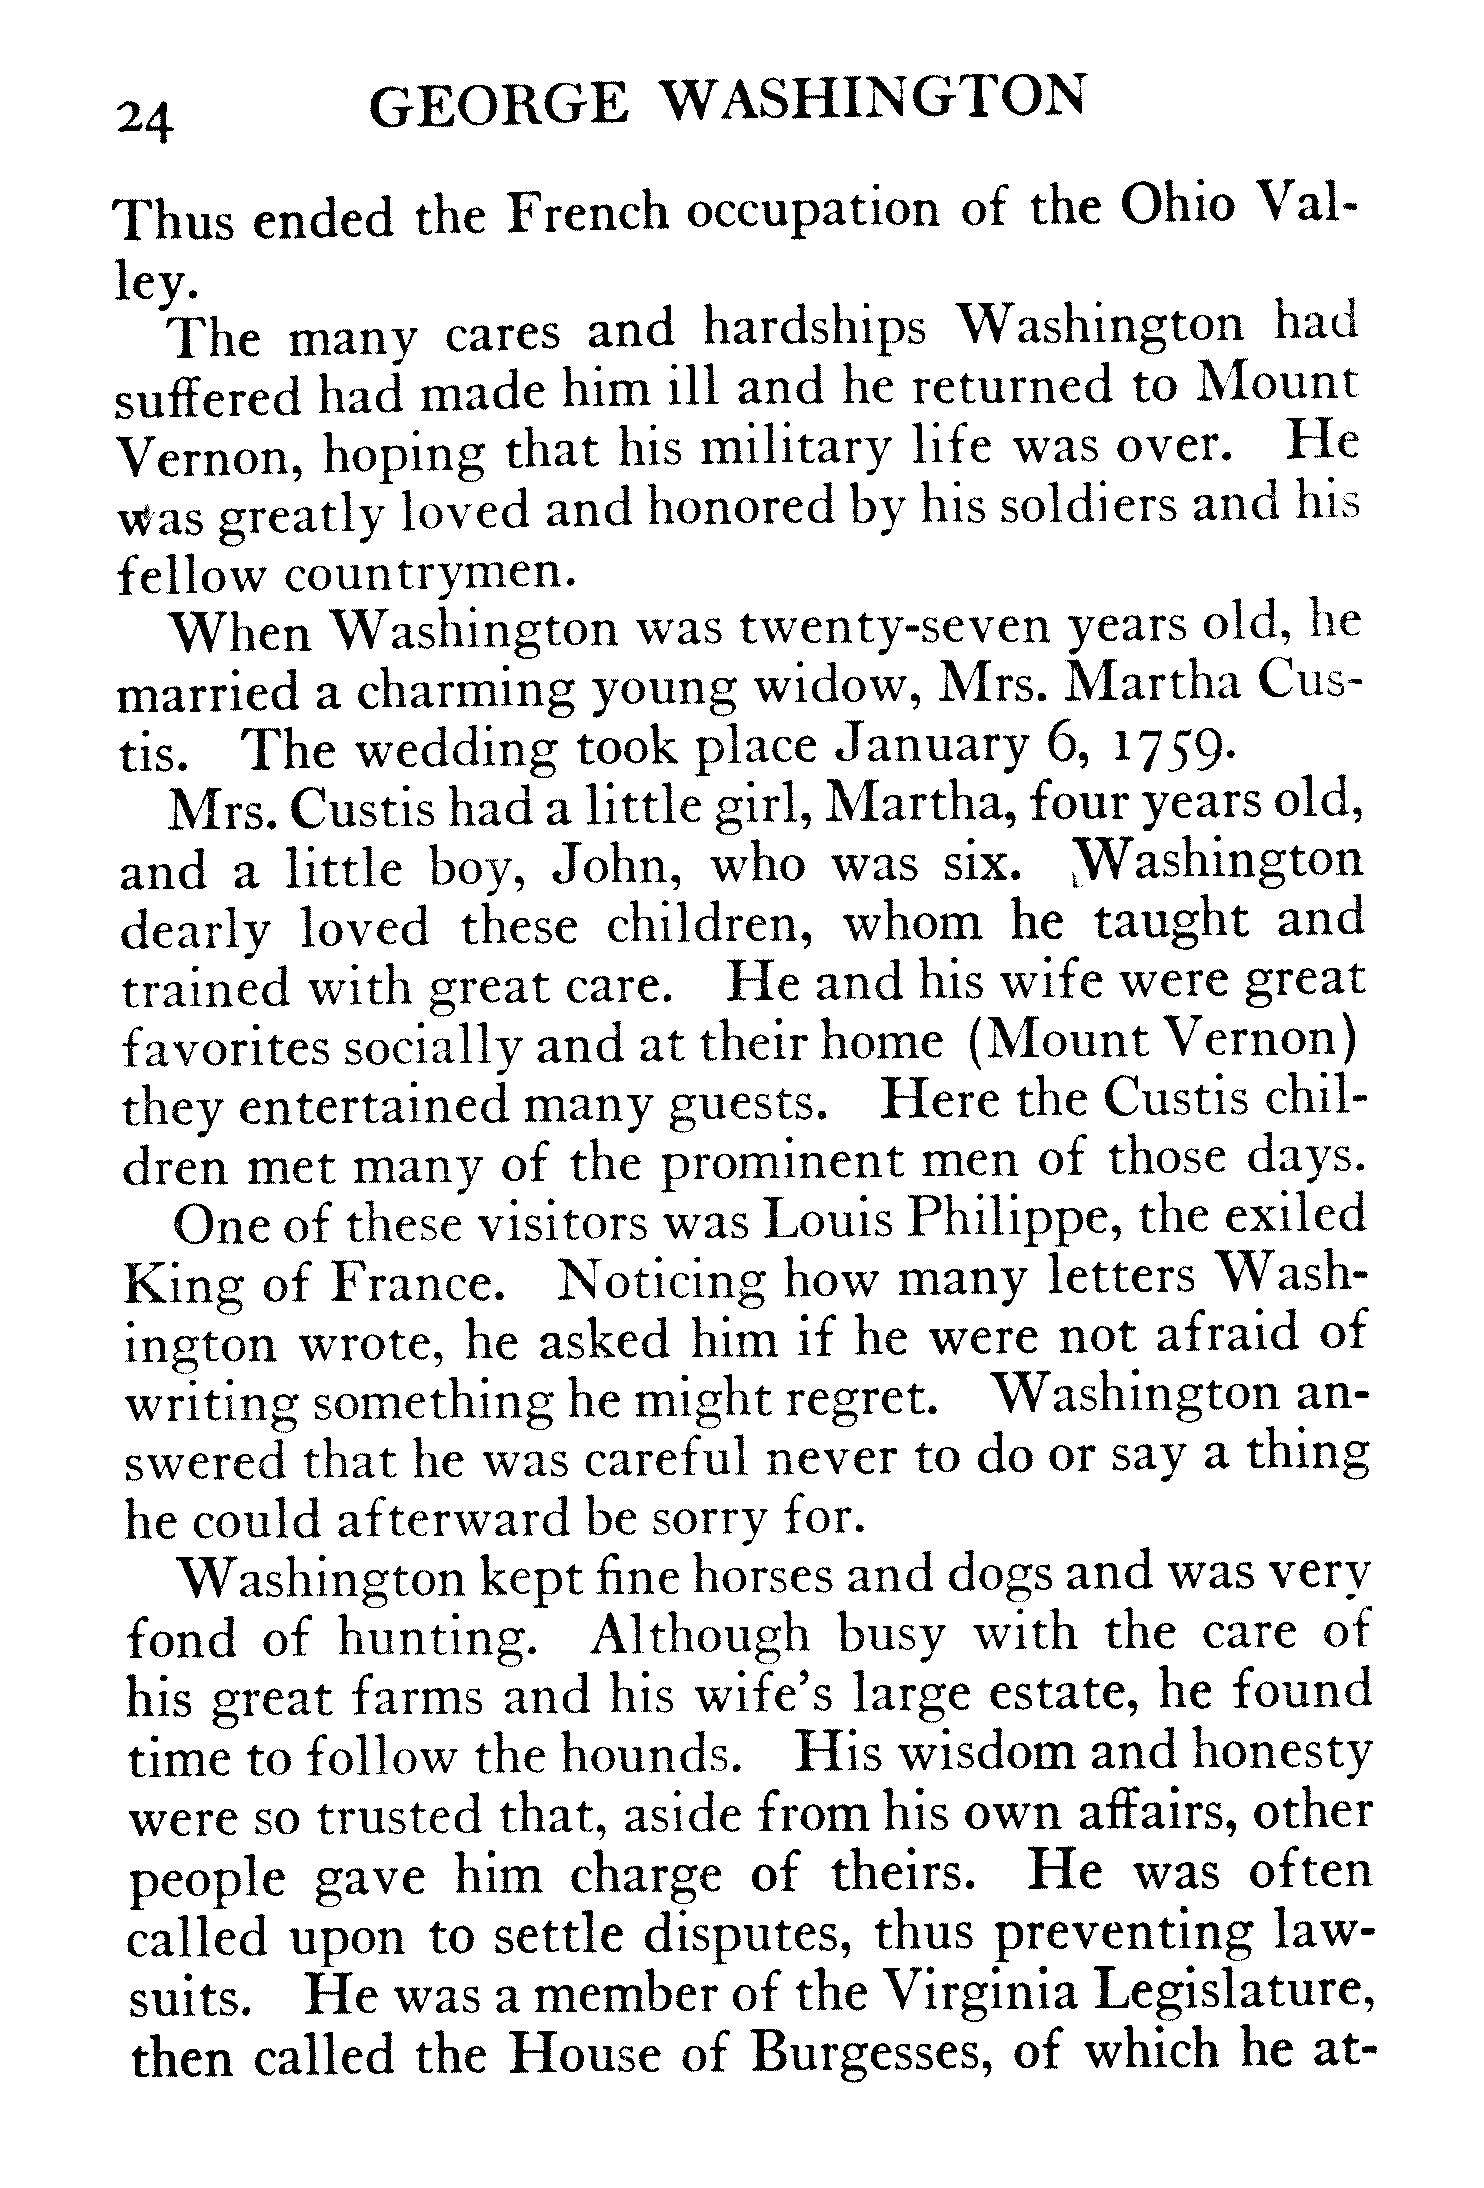 24 GEORGE WASHINGTON
Thus ended the French occupation of the Ohio Val-
ley.
The many cares and hardships Washington had
suffered had made him ill and he returned to Mount
Vernon, hoping that his military life was over. He
was greatly loved and honored by his soldiers and his
fellow countrymen.
When Washington was twenty-seven years old, he
married a charming young widow, Mrs. Martha Cus-
tis. The wedding took place January 6, 1759.
Mrs. Custis had a little girl, Martha, four years old,
and a little boy, John, who was six. Washington
dearly loved these children, whom he taught and
trained with great care. He and his wife were great
favorites socially and at their home (Mount Vernon)
they entertained many guests. Here the Custis chil-
dren met many of the prominent men of those days.
One of these visitors was Louis Philippe, the exiled
King of France. Noticing how many letters Wash-
ington wrote, he asked him if he were not afraid of
writing something he might regret. Washington an-
swered that he was careful never to do or say a thing
he could afterward be sorry for.
Washington kept fine horses and dogs and was very
fond of hunting. Although busy with the care of
his great farms and his wife's large estate, he found
time to follow the hounds. His wisdom and honesty
were so trusted that, aside from his own affairs, other
people gave him charge of theirs. He was often
called upon to settle disputes, thus preventing law-
suits. He was a member of the Virginia Legislature,
then called the House of Burgesses, of which he at-